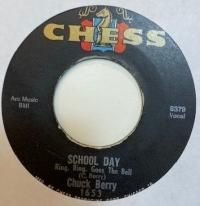 CHESS
Arc Music
BMI
8379
Vocal
SCHOOL DAY
Ring, Ring, Goes The Bell
(C. Berry)
Chuck Berry
1653